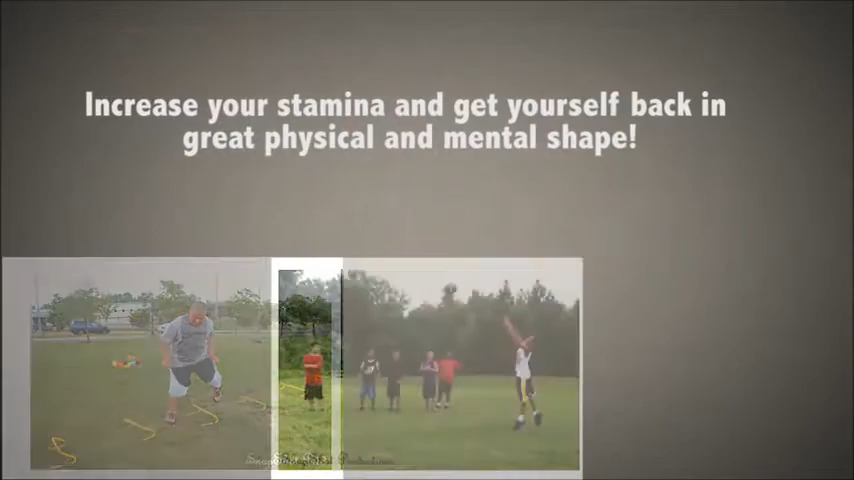 Increase your stamina and get yourself back in
great physical and mental shape!